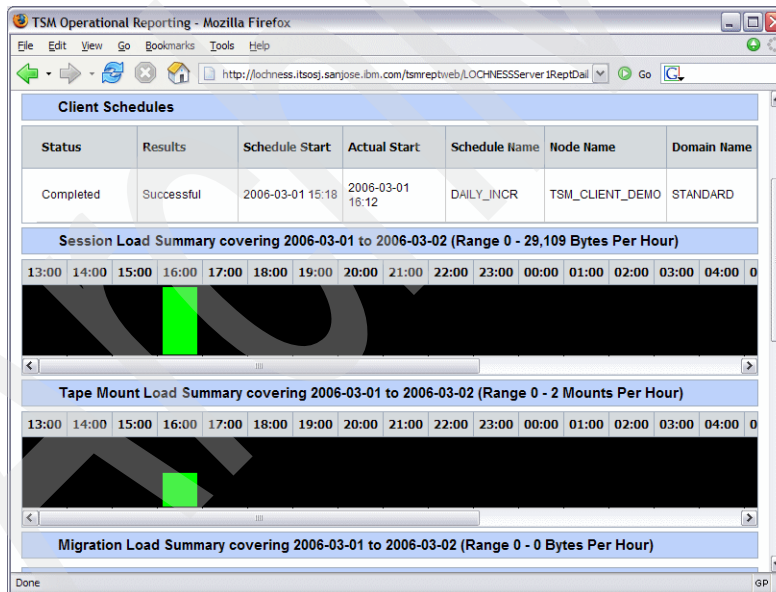 TSM Operational Reporting - Mozilla Firefox
File Edit View Go Bookmarks Tools Help
http://lochness.itsosj.sanjose.ibm.com/tsmreptweb/LOCHNESSServer1ReptDail Go G
Client Schedules
Status Results Schedule Start Actual Start Schedule Name Node Name Domain Name
Completed Successful 2006-03-01 15:18 2006-03-01 16:12 DAILY_INCR TSM_CLIENT_DEMO STANDARD
Session Load Summary covering 2006-03-01 to 2006-03-02 (Range 0 - 29,109 Bytes Per Hour)
13:00 14:00 15:00 16:00 17:00 18:00 19:00 20:00 21:00 22:00 23:00 00:00 01:00 02:00 03:00 04:00 0
Tape Mount Load Summary covering 2006-03-01 to 2006-03-02 (Range 0 - 2 Mounts Per Hour)
13:00 14:00 15:00 16:00 17:00 18:00 19:00 20:00 21:00 22:00 23:00 00:00 01:00 02:00 03:00 04:00 0
Migration Load Summary covering 2006-03-01 to 2006-03-02 (Range 0 - 0 Bytes Per Hour)
Done GP